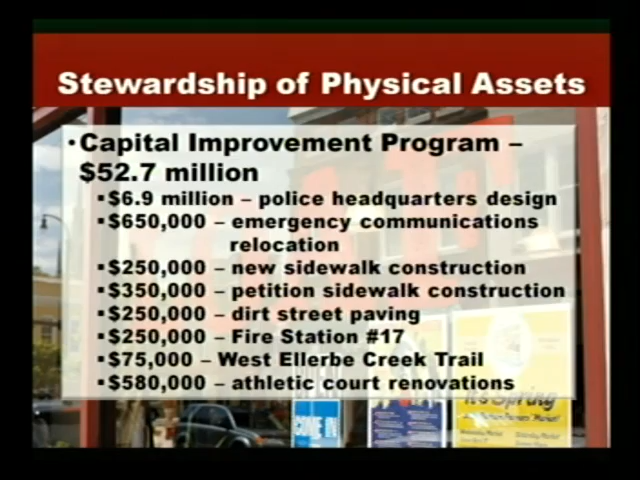 Stewardship of Physical Assets
•Capital Improvement Program –
$52.7 million
▪$6.9 million – police headquarters design
▪$650,000 – emergency communications
relocation
▪$250,000 – new sidewalk construction
▪$350,000 – petition sidewalk construction
▪$250,000 – dirt street paving
▪$250,000 – Fire Station #17
▪$75,000 – West Ellerbe Creek Trail
▪$580,000 – athletic court renovations
It's Spring
COME IN